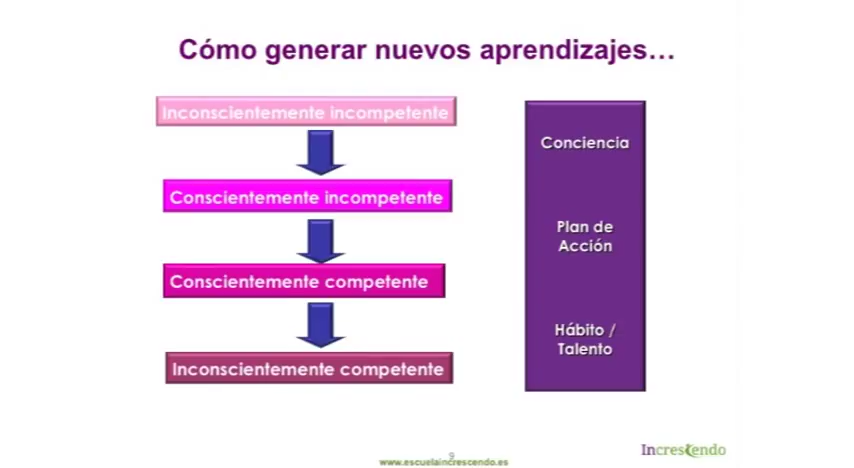 Cómo generar nuevos aprendizajes…
Inconscientemente incompetente
Conscientemente incompetente
Conscientemente competente
Inconscientemente competente
Conciencia
Plan de
Acción
Hábito /
Talento
9
www.escuelaincrescendo.es
Increscendo